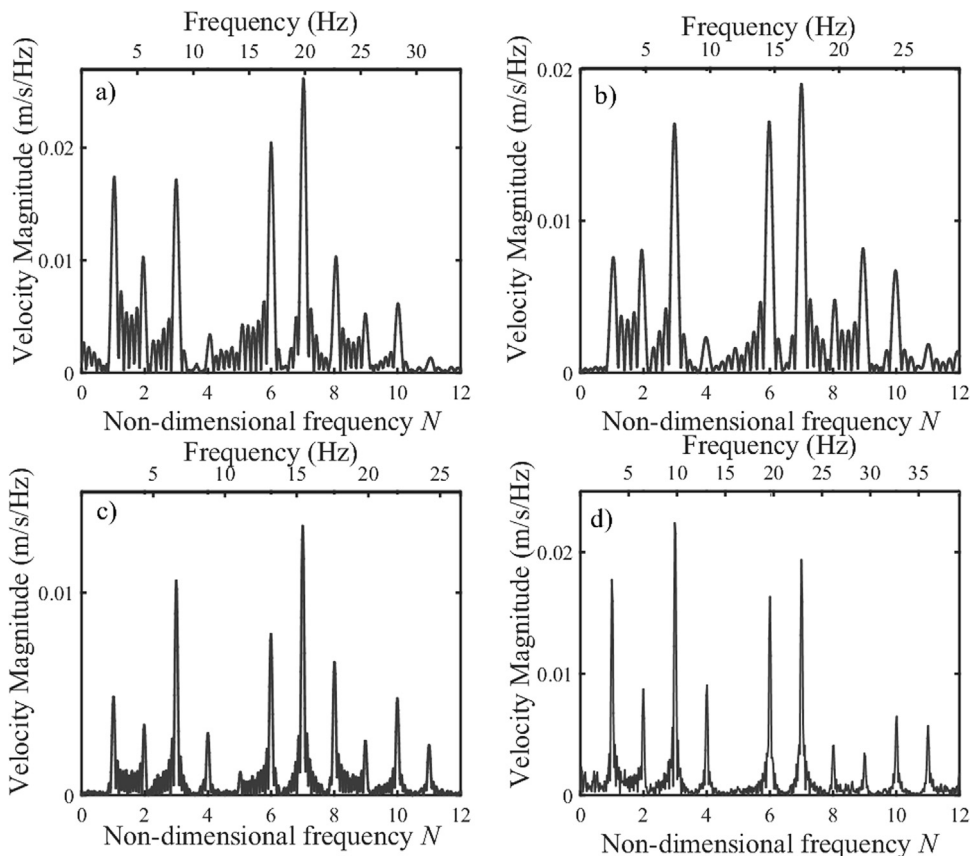 Frequency (Hz)
5 10 15 20 25 30
Velocity Magnitude (m/s/Hz)
a)
0.02
0.01
0
0 2 4 6 8 10 12
Non-dimensional frequency N
Frequency (Hz)
5 10 15 20 25
Velocity Magnitude (m/s/Hz)
b)
0.02
0.01
0
0 2 4 6 8 10 12
Non-dimensional frequency N
Frequency (Hz)
5 10 15 20 25
Velocity Magnitude (m/s/Hz)
c)
0.01
0
0 2 4 6 8 10 12
Non-dimensional frequency N
Frequency (Hz)
5 10 15 20 25 30 35
Velocity Magnitude (m/s/Hz)
d)
0.02
0.01
0
0 2 4 6 8 10 12
Non-dimensional frequency N